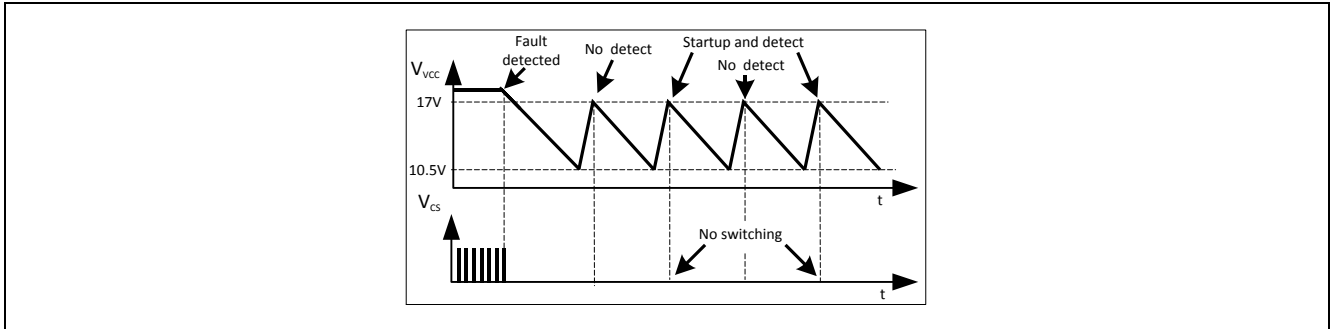 Fault
detected
No detect
Startup and detect
No detect
V_VCC
17V
10.5V
t
V_CS
No switching
t